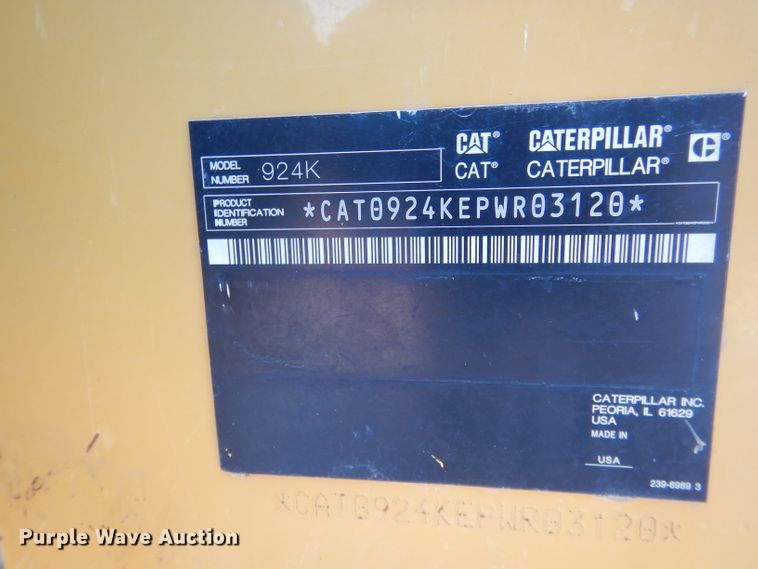 CAT® CATERPILLAR®
CAT® CATERPILLAR®
MODEL NUMBER 924K
PRODUCT IDENTIFICATION NUMBER *CAT0924KEPWR03120*
CATERPILLAR INC.
PEORIA, IL 61629
USA
MADE IN
USA
239-6989 3
*CAT0924KEPWR03120*
Purple Wave Auction